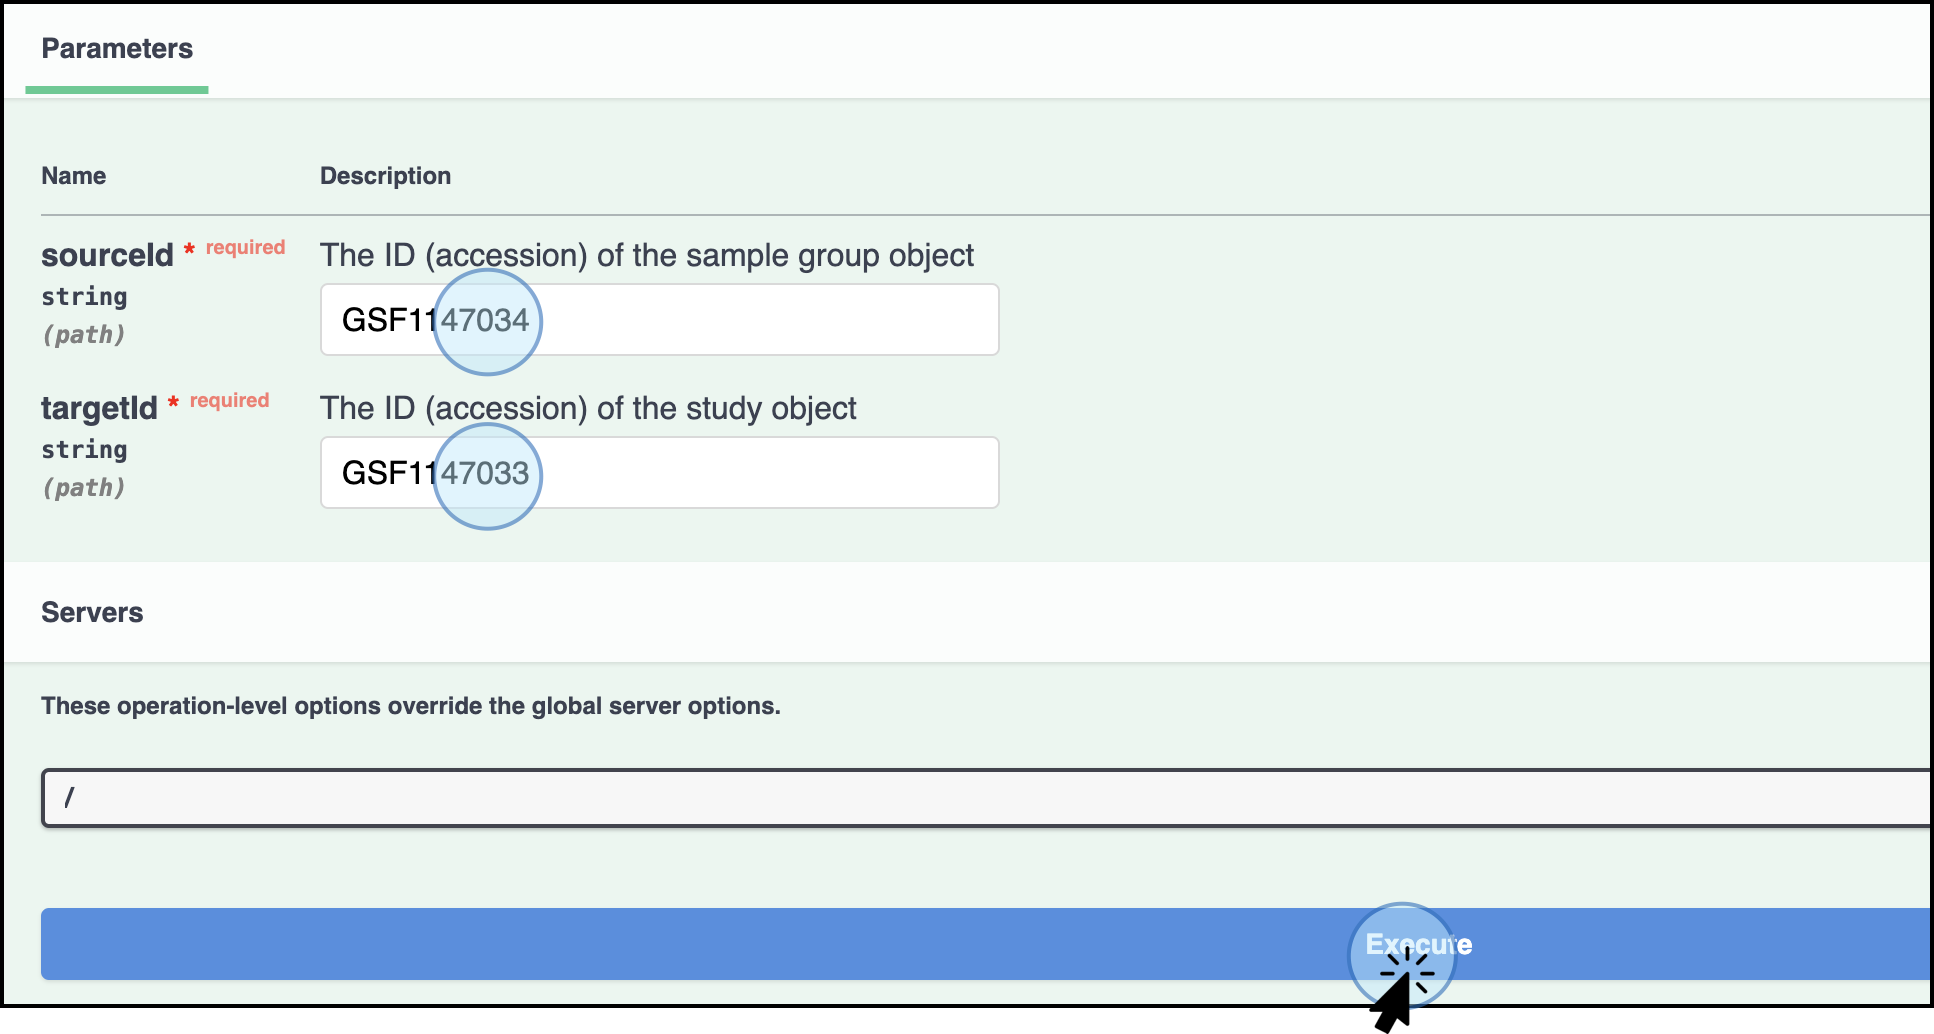 Parameters
Name Description
sourceId * required The ID (accession) of the sample group object
string
GSF1147034
(path)
targetId * required The ID (accession) of the study object
string
GSF1147033
(path)
Servers
These operation-level options override the global server options.
/
Execute